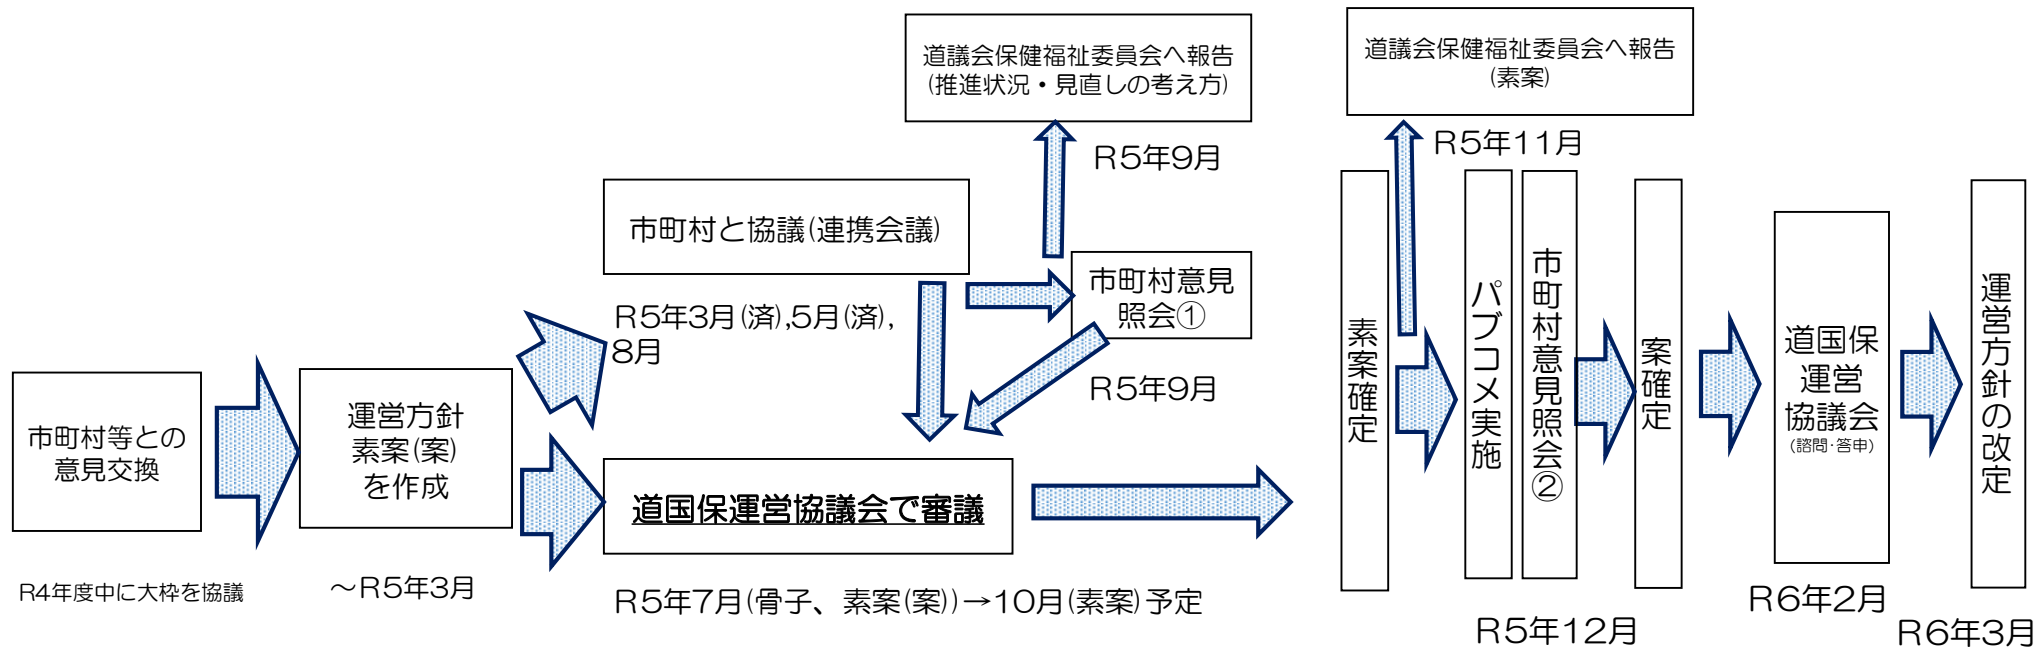 道議会保健福祉委員会へ報告
(推進状況・見直しの考え方)
R5年9月
道議会保健福祉委員会へ報告
(素案)
R5年11月
市町村と協議(連携会議)
R5年3月(済),5月(済),
8月
市町村意見
照会①
R5年9月
市町村等との
意見交換
R4年度中に大枠を協議
運営方針
素案(案)
を作成
～R5年3月
道国保運営協議会で審議
R5年7月(骨子、素案(案))→10月(素案)予定
素案確定
パブコメ実施
市町村意見照会②
R5年12月
案確定
道国保
運営
協議会
(諮問・答申)
R6年2月
運営方針の改定
R6年3月